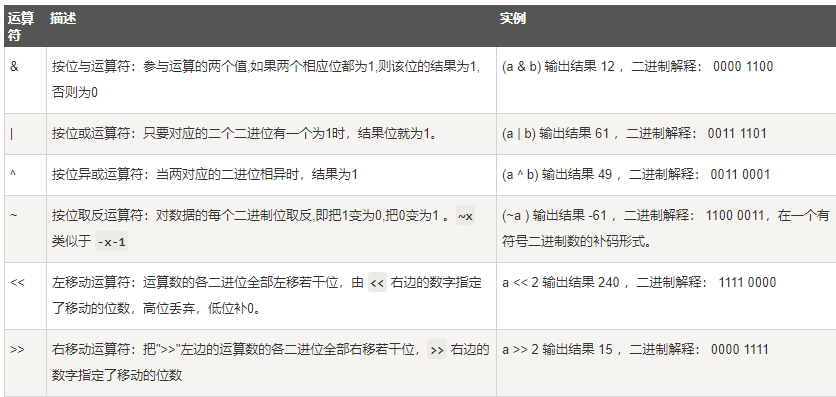 运算符 描述 实例
& 按位与运算符：参与运算的两个值,如果两个相应位都为1,则该位的结果为1, (a & b) 输出结果 12 ，二进制解释： 0000 1100
否则为0
| 按位或运算符：只要对应的二个二进位有一个为1时，结果位就为1。 (a | b) 输出结果 61 ，二进制解释： 0011 1101
^ 按位异或运算符：当两对应的二进位相异时，结果为1 (a ^ b) 输出结果 49 ，二进制解释： 0011 0001
~ 按位取反运算符：对数据的每个二进制位取反,即把1变为0,把0变为1 。~x (~a ) 输出结果 -61 ，二进制解释： 1100 0011，在一个有
类似于 -x-1 符号二进制数的补码形式。
<< 左移动运算符：运算数的各二进位全部左移若干位，由 << 右边的数字指定 a << 2 输出结果 240 ，二进制解释： 1111 0000
了移动的位数，高位丢弃，低位补0。
>> 右移动运算符：把">>"左边的运算数的各二进位全部右移若干位，>> 右边的 a >> 2 输出结果 15 ，二进制解释： 0000 1111
数字指定了移动的位数